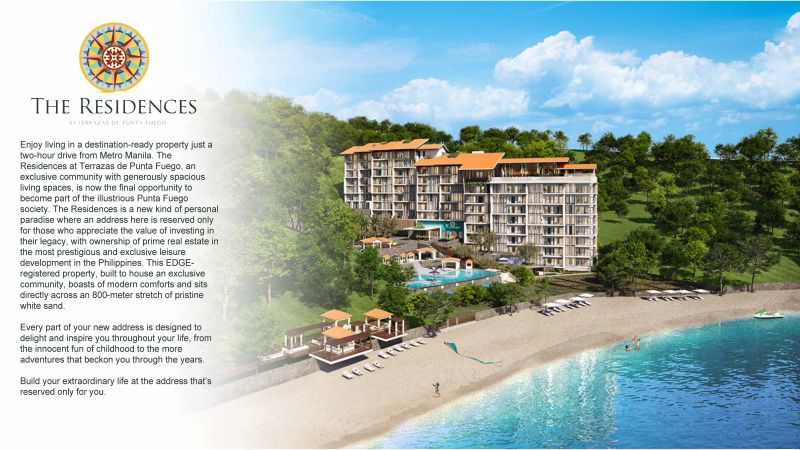 THE RESIDENCES
AT TERRAZAS DE PUNTA FUEGO
Enjoy living in a destination-ready property just a
two-hour drive from Metro Manila. The
Residences at Terrazas de Punta Fuego, an
exclusive community with generously spacious
living spaces, is now the final opportunity to
become part of the illustrious Punta Fuego
society. The Residences is a new kind of personal
paradise where an address here is reserved only
for those who appreciate the value of investing in
their legacy, with ownership of prime real estate in
the most prestigious and exclusive leisure
development in the Philippines. This EDGE-
registered property, built to house an exclusive
community, boasts of modern comforts and sits
directly across an 800-meter stretch of pristine
white sand.
Every part of your new address is designed to
delight and inspire you throughout your life, from
the innocent fun of childhood to the more
adventures that beckon you through the years.
Build your extraordinary life at the address that's
reserved only for you.